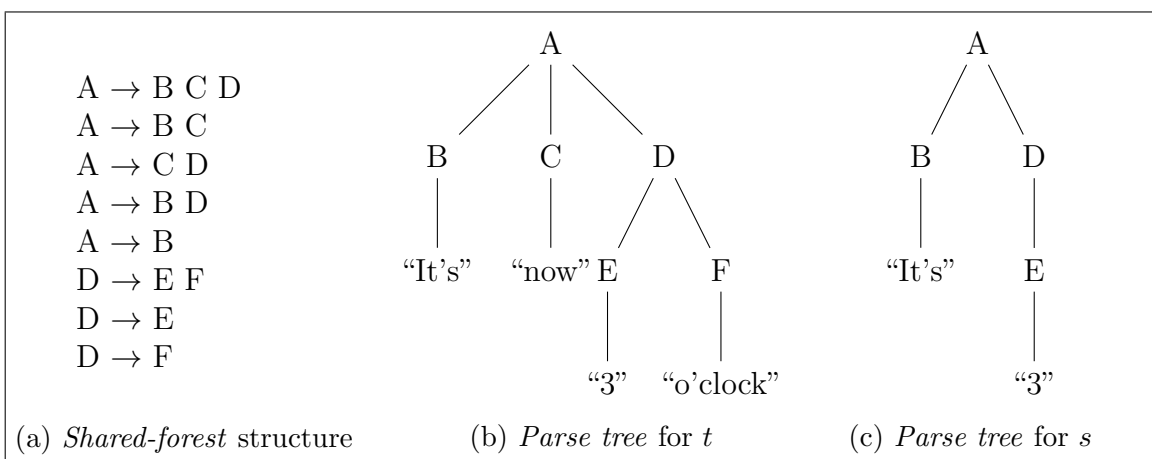 A → B C D
A → B C
A → C D
A → B D
A → B
D → E F
D → E
D → F
(a) Shared-forest structure
A
B C D
“It's” “now” E F
“3” “o'clock”
(b) Parse tree for t
A
B D
“It's” E
“3”
(c) Parse tree for s